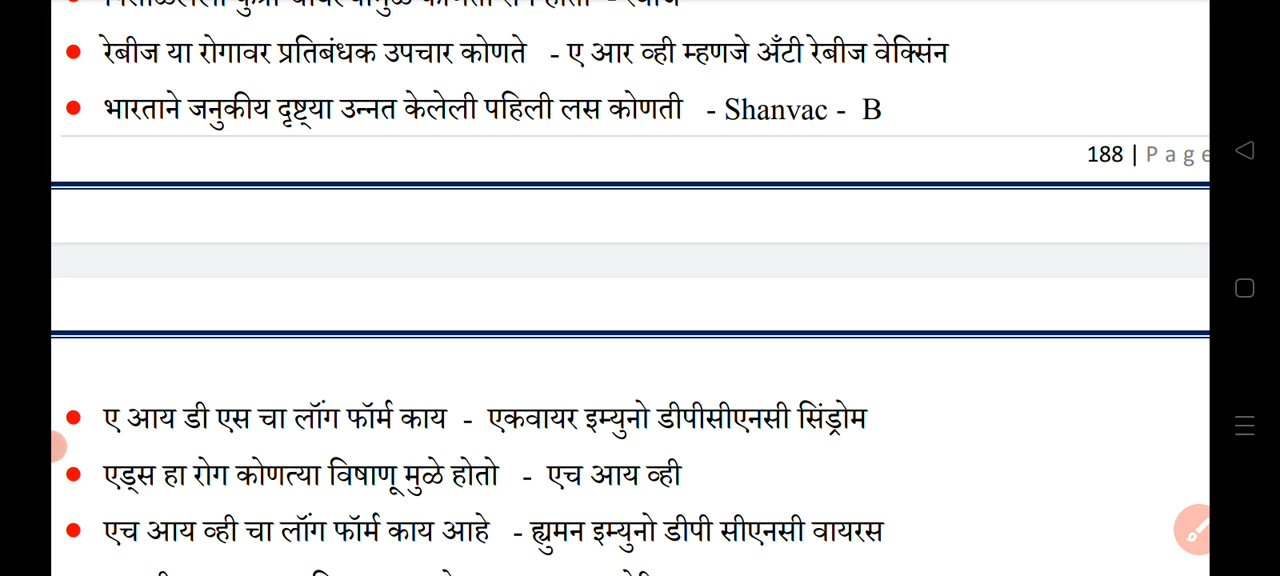 रेबीज या रोगावर प्रतिबंधक उपचार कोणते - ए आर व्ही म्हणजे अँटी रेबीज वेक्सिंन
भारताने जनुकीय दृष्ट्या उन्नत केलेली पहिली लस कोणती - Shanvac - B
188 | Page
ए आय डी एस चा लॉंग फॉर्म काय - एकवायर इम्युनो डीपीसीएनसी सिंड्रोम
एड्स हा रोग कोणत्या विषाणू मुळे होतो - एच आय व्ही
एच आय व्ही चा लॉंग फॉर्म काय आहे - ह्युमन इम्युनो डीपी सीएनसी वायरस